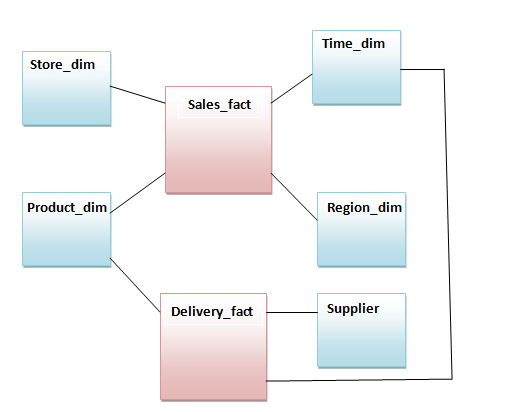 Time_dim
Store_dim
Sales_fact
Product_dim
Region_dim
Delivery_fact
Supplier